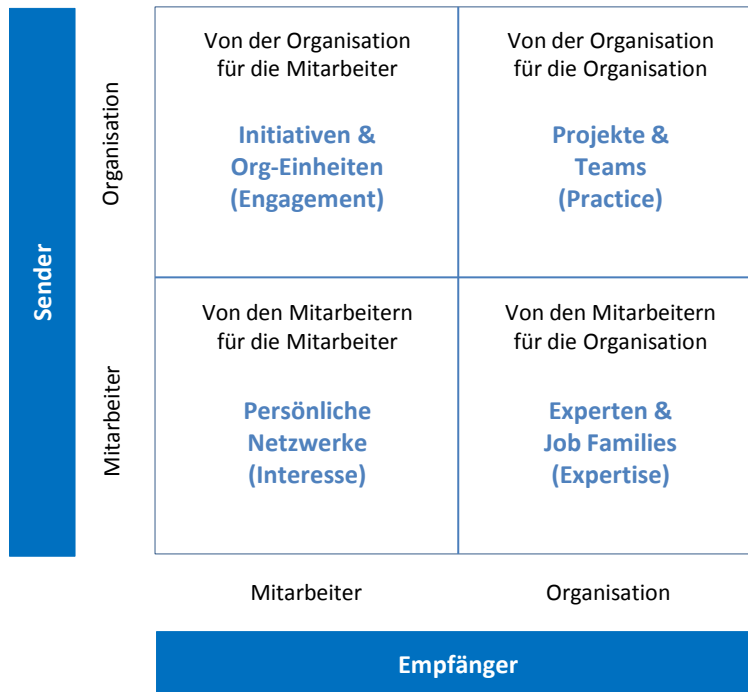 Sender
Organisation
Mitarbeiter
Von der Organisation
für die Mitarbeiter
Initiativen &
Org-Einheiten
(Engagement)
Von der Organisation
für die Organisation
Projekte &
Teams
(Practice)
Von den Mitarbeitern
für die Mitarbeiter
Persönliche
Netzwerke
(Interesse)
Von den Mitarbeitern
für die Organisation
Experten &
Job Families
(Expertise)
Mitarbeiter
Organisation
Empfänger